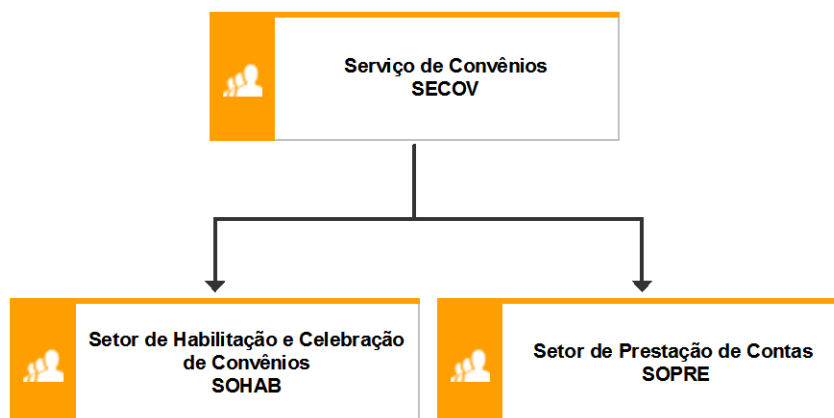 Serviço de Convênios
SECOV
Setor de Habilitação e Celebração
de Convênios
SOHAB
Setor de Prestação de Contas
SOPRE